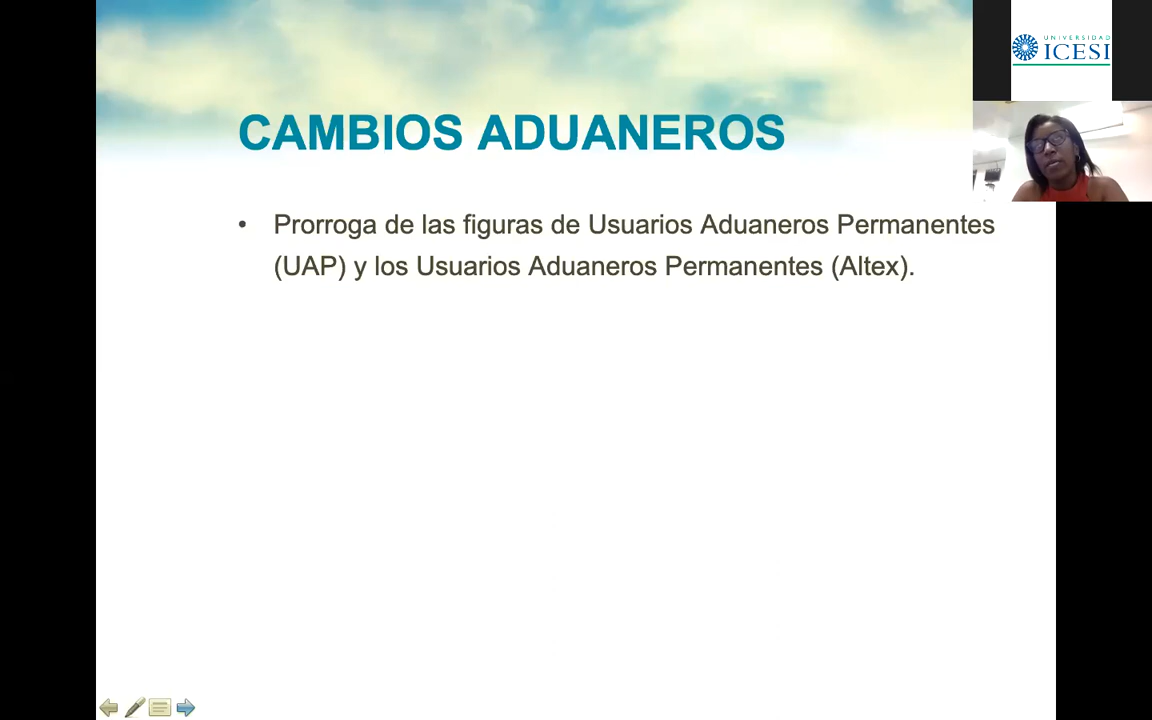 CAMBIOS ADUANEROS
• Prorroga de las figuras de Usuarios Aduaneros Permanentes
(UAP) y los Usuarios Aduaneros Permanentes (Altex).
UNIVERSIDAD
ICESI